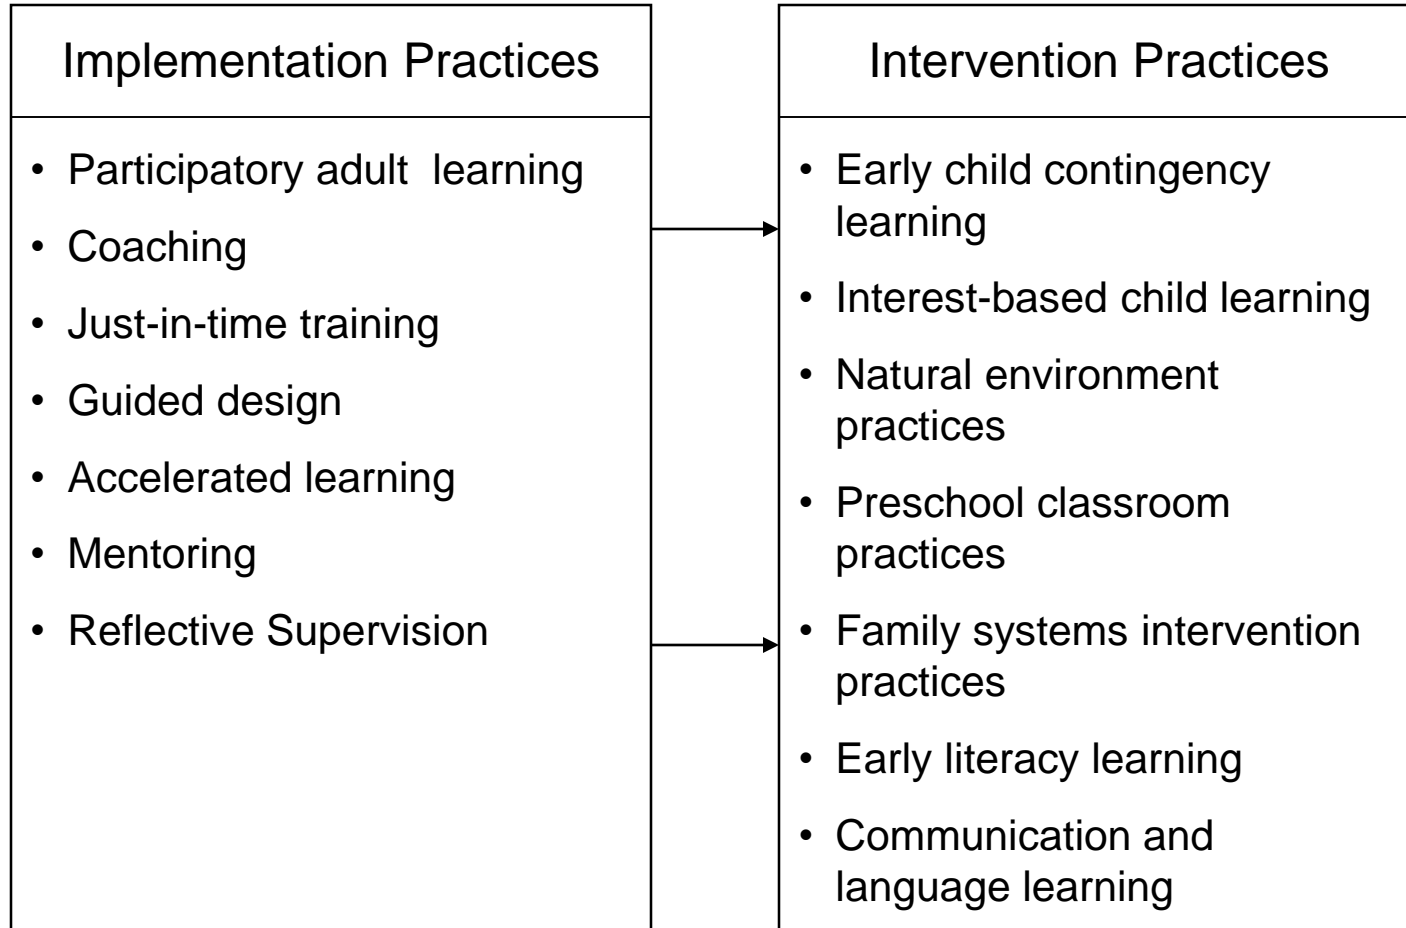 Implementation Practices
• Participatory adult  learning
• Coaching
• Just-in-time training
• Guided design
• Accelerated learning
• Mentoring
• Reflective Supervision
Intervention Practices
• Early child contingency
learning
• Interest-based child learning
• Natural environment
practices
• Preschool classroom
practices
• Family systems intervention
practices
• Early literacy learning
• Communication and
language learning